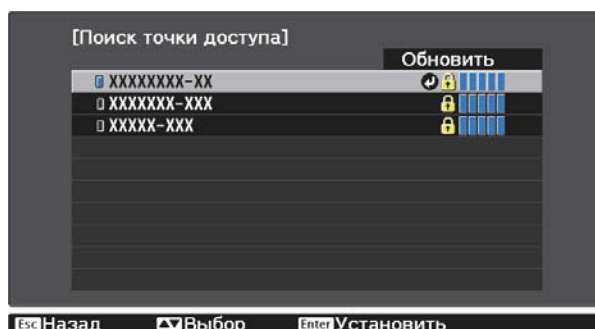 [Поиск точки доступа]
Обновить
XXXXXXXX-XX
XXXXXXX-XXX
XXXXX-XXX
Esc Назад Выбор Enter Установить